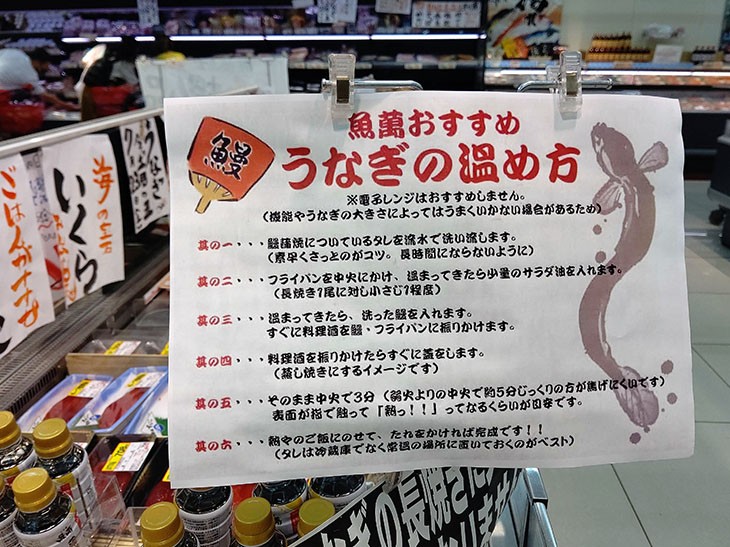 魚萬おすすめ
うなぎの温め方
鰻
※電子レンジはおすすめしません。
(機能やうなぎの大きさによってはうまくいかない場合があるため)
其の一・・・鰻蒲焼についているタレを流水で洗い流します。
(素早くさっとのがコツ。長時間にならないように)
其の二・・・フライパンを中火にかけ、温まってきたら少量のサラダ油を入れます。
(長焼き1尾に対し小さじ1程度)
其の三・・・温まってきたら、洗った鰻を入れます。
すぐに料理酒を鰻・フライパンに振りかけます。
其の四・・・料理酒を振りかけたらすぐに蓋をします。
(蒸し焼きにするイメージです)
其の五・・・そのまま中火で3分(弱火よりの中火で約5分じっくりの方が焦げにくいです)
表面が指で触って「熱っ!!」ってなるくらいが目安です。
其の六・・・熱々のご飯にのせて、たれをかければ完成です!!
(タレは冷蔵庫でなく常温の場所に置いておくのがベスト)
海の宝
いくら
ごはんがすすむ
うなぎの長焼きに